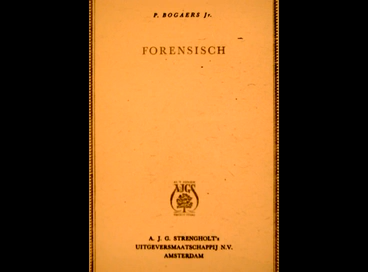 P. BOGAERS Jr.
FORENSISCH
AJGS
A. J. G. STRENGHOLT's
UITGEVERSMAATSCHAPPIJ N.V.
AMSTERDAM